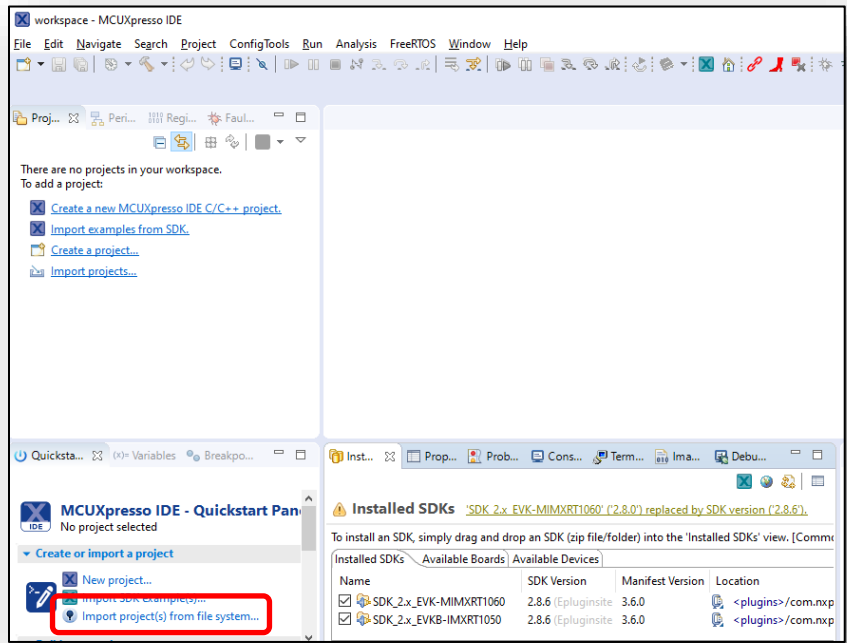 workspace - MCUXpresso IDE
File Edit Navigate Search Project ConfigTools Run Analysis FreeRTOS Window Help
Proj... Peri... Regi... Faul...
There are no projects in your workspace.
To add a project:
Create a new MCUXpresso IDE C/C++ project.
Import examples from SDK.
Create a project...
Import projects...
Quicksta... (x)= Variables Breakpo...
IDE
MCUXpresso IDE - Quickstart Pan
No project selected
Create or import a project
New project...
Import SDK example(s)...
Import project(s) from file system...
Inst... Prop... Prob... Cons... Term... Ima... Debu...
Installed SDKs 'SDK_2.x_EVK-MIMXRT1060' ('2.8.0') replaced by SDK version ('2.8.6').
To install an SDK, simply drag and drop an SDK (zip file/folder) into the 'Installed SDKs' view. [Commo
Installed SDKs Available Boards Available Devices
Name SDK Version Manifest Version Location
SDK_2.x_EVK-MIMXRT1060 2.8.6 (Epluginsite 3.6.0 <plugins>/com.nxp
SDK_2.x_EVKB-IMXRT1050 2.8.6 (Epluginsite 3.6.0 <plugins>/com.nxp